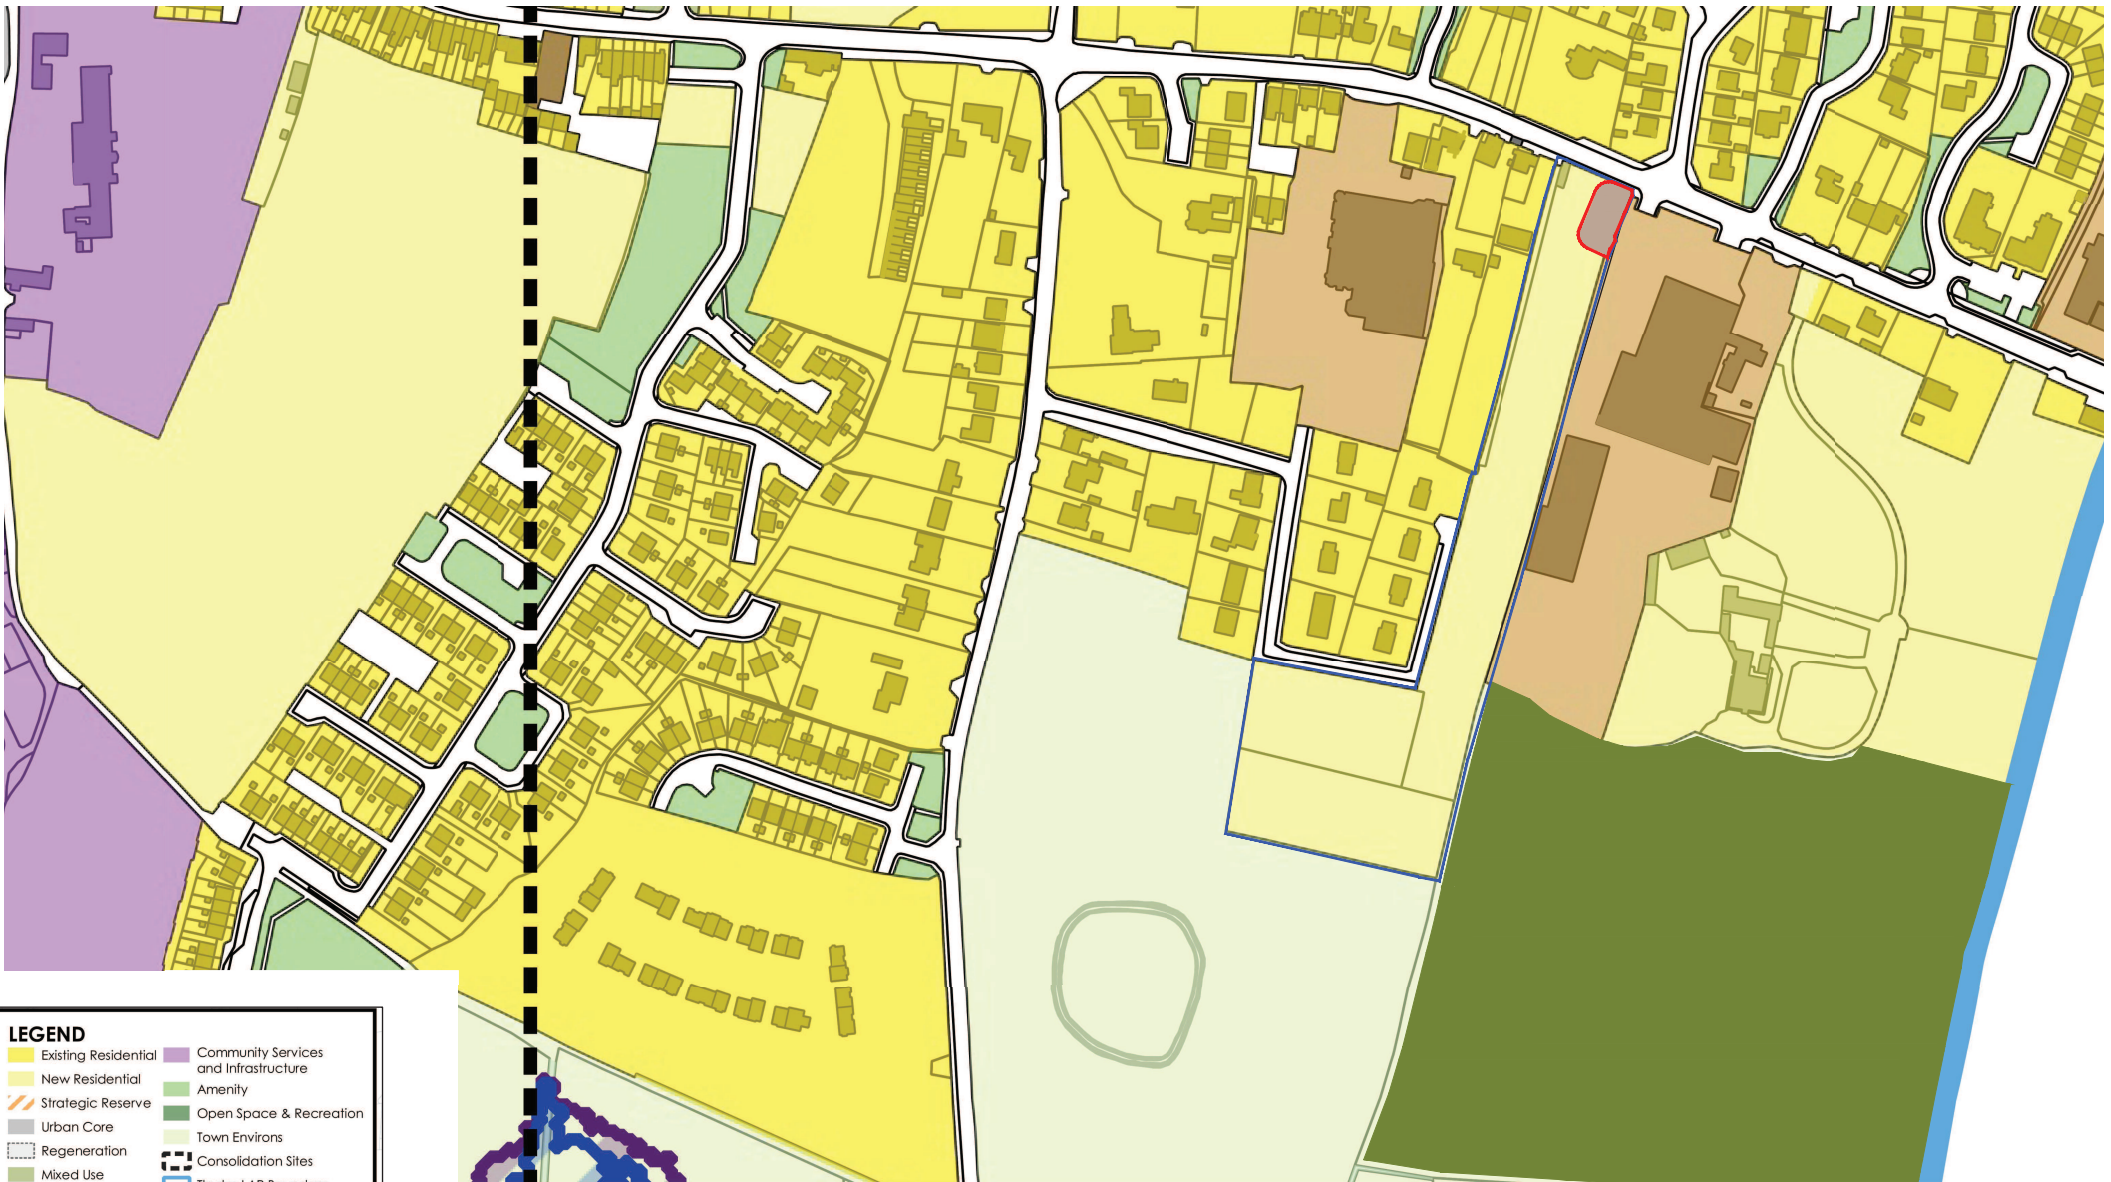 LEGEND
Existing Residential
New Residential
Strategic Reserve
Urban Core
Regeneration
Mixed Use
Community Services
and Infrastructure
Amenity
Open Space & Recreation
Town Environs
Consolidation Sites